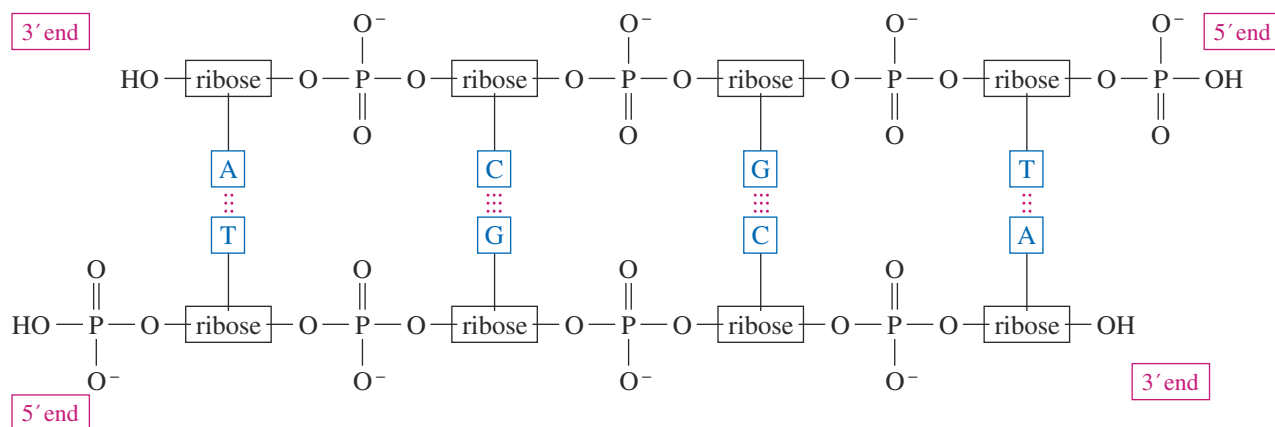 3´end 5´end
O⁻ O⁻ O⁻ O⁻
HO ribose O P O ribose O P O ribose O P O ribose O P OH
O O O O
A C G T
T G C A
O O O O
HO P O ribose O P O ribose O P O ribose O P O ribose OH
O⁻ O⁻ O⁻ O⁻
5´end 3´end